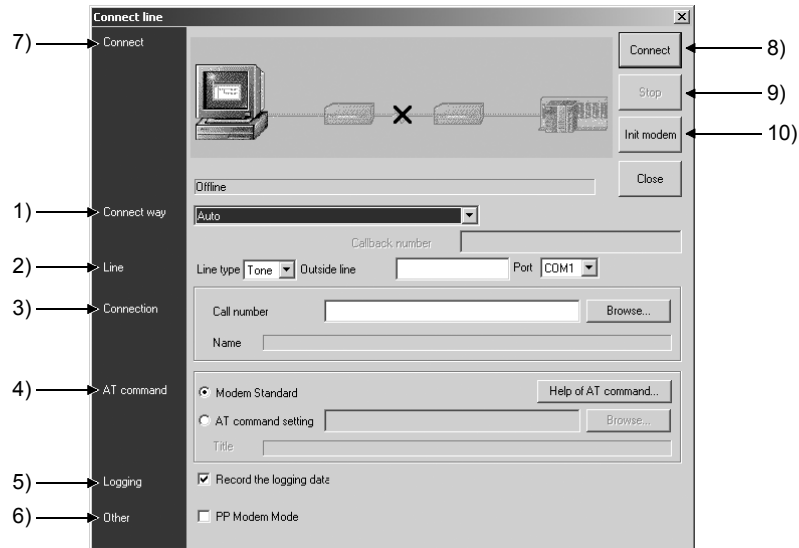 Connect line
7) Connect
Connect 8)
Stop 9)
Init modem 10)
Close
Offline
1) Connect way Auto
Callback number
2) Line Line type Tone Outside line Port COM1
3) Connection Call number Browse...
Name
4) AT command Modem Standard Help of AT command...
AT command setting Browse...
Title
5) Logging Record the logging data
6) Other PP Modem Mode